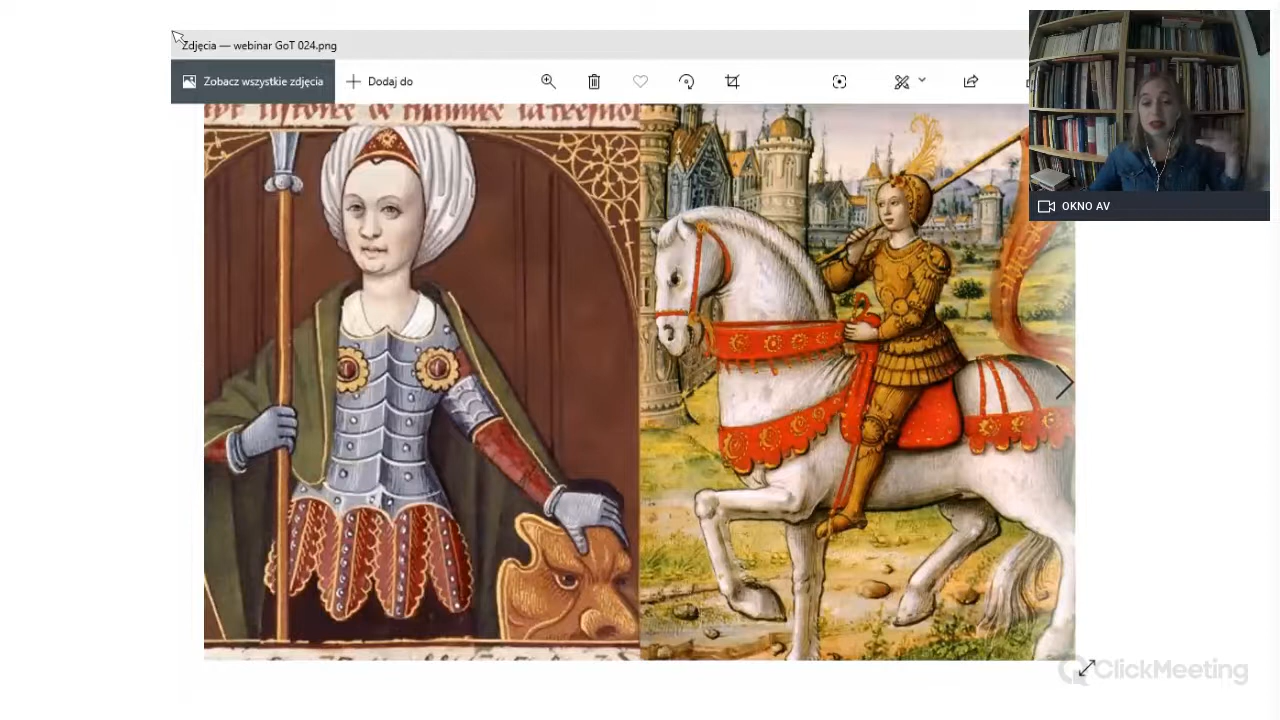 Zdjęcia — webinar GoT 024.png
Zobacz wszystkie zdjęcia
Dodaj do
OKNO AV
ClickMeeting